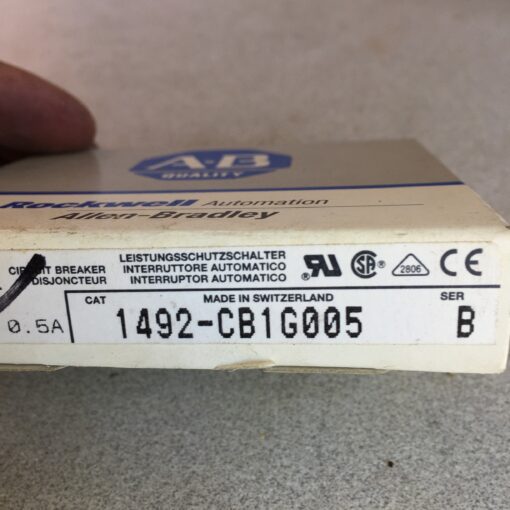 A-B
QUALITY
Rockwell Automation
Allen-Bradley
CIRCUIT BREAKER
DISJONCTEUR
LEISTUNGSSCHUTZSCHALTER
INTERRUTTORE AUTOMATICO
INTERRUPTOR AUTOMATICO
® SA ® 2806 CE
0.5A
CAT
MADE IN SWITZERLAND
SER
1492-CB1G005
B